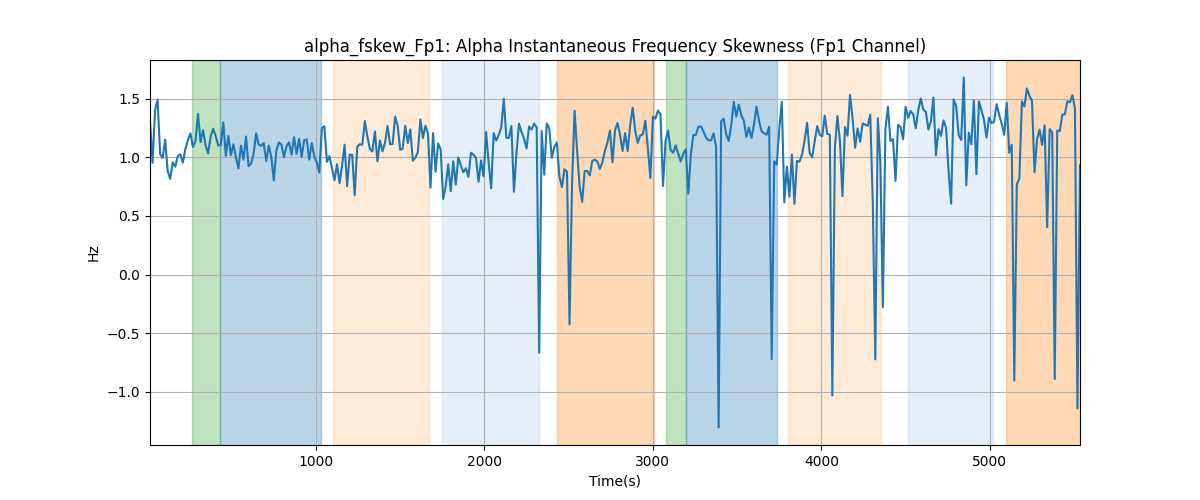 alpha_fskew_Fp1: Alpha Instantaneous Frequency Skewness (Fp1 Channel)
1.5
1.0
0.5
0.0
−0.5
−1.0
Hz
1000 2000 3000 4000 5000
Time(s)